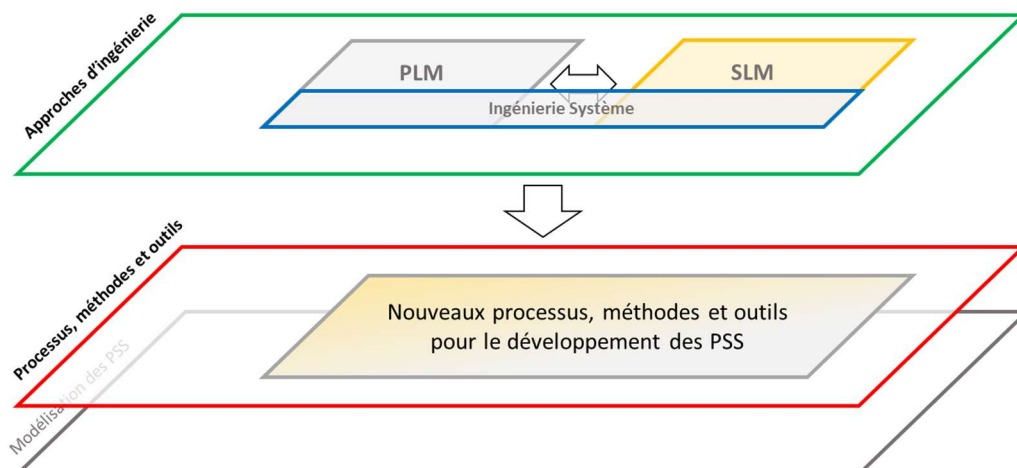 Approches d'ingénierie
PLM
SLM
Ingénierie Système
Processus, méthodes et outils
Nouveaux processus, méthodes et outils
pour le développement des PSS
Modélisation des PSS